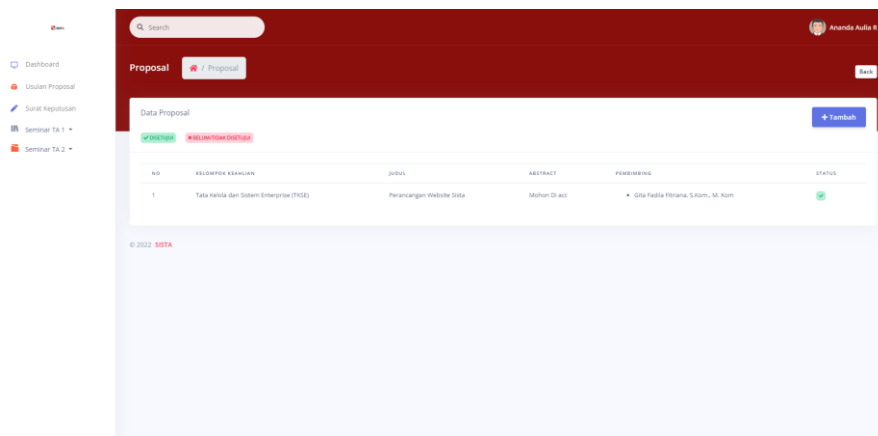 Search
Ananda Aulia R
Dashboard
Usulan Proposal
Surat Keputusan
Seminar TA 1
Seminar TA 2
Proposal
/ Proposal
Back
Data Proposal
+ Tambah
DISETUJUI
BELUM/TIDAK DISETUJUI
NO KELOMPOK KEAHLIAN JUDUL ABSTRACT PEMBIMBING STATUS
1 Tata Kelola dan Sistem Enterprise (TKSE) Perancangan Website Sista Mohon Di acc • Gita Fadila Fitriana, S.Kom., M. Kom
© 2022 SISTA